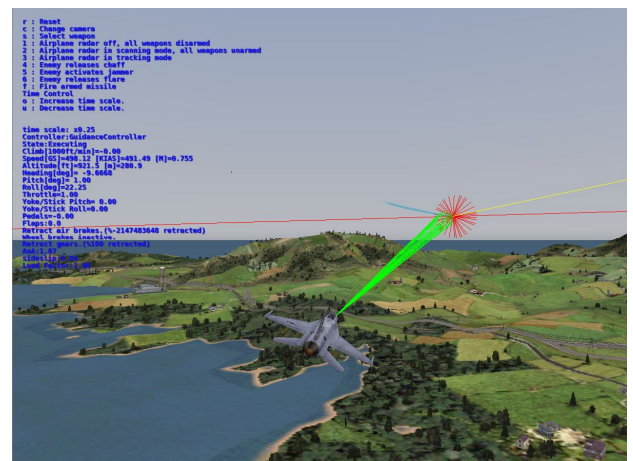 r : Reset
c : Change camera
s : Select weapon
1 : Airplane radar off, all weapons disarmed
2 : Airplane radar in scanning mode, all weapons unarmed
3 : Airplane radar in tracking mode
4 : Enemy releases chaff
5 : Enemy activates jammer
6 : Enemy releases flare
f : Fire armed missile
Time Control
o : Increase time scale.
u : Decrease time scale.
time scale: x0.25
Controller:GuidanceController
State:Executing
Climb[1000ft/min]=-0.00
Speed[GS]=498.12 [KIAS]=491.49 [M]=0.755
Altitude[ft]=921.5 [m]=280.9
Heading[deg]= -9.6668
Pitch[deg]= 1.00
Roll[deg]=22.25
Throttle=1.00
Yoke/Stick Pitch= 0.00
Yoke/Stick Roll=0.00
Pedals=-0.00
Flaps:0.0
Retract air brakes.(%-2147483648 retracted)
Wheel brakes inactive.
Retract gears.(%100 retracted)
AoA:1.07
sideslip:
Load Factor: